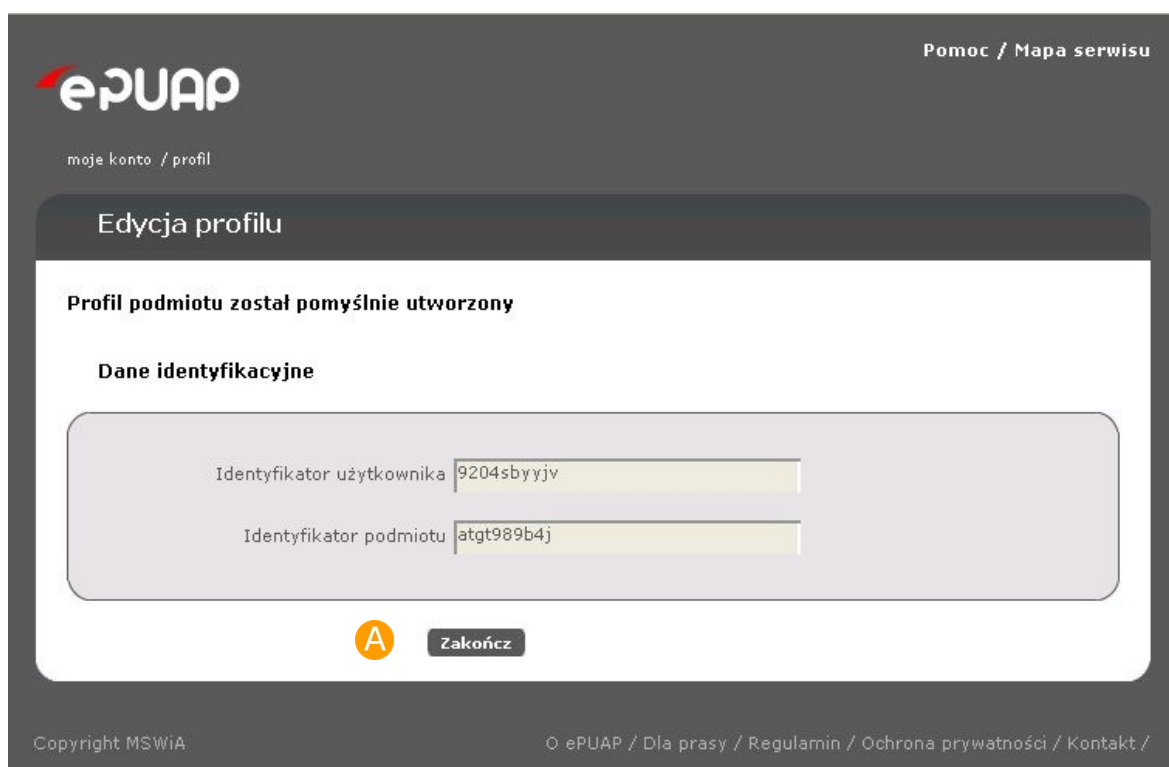 Pomoc / Mapa serwisu
ePUAP
moje konto / profil
Edycja profilu
Profil podmiotu został pomyślnie utworzony
Dane identyfikacyjne
Identyfikator użytkownika 9204sbyyjv
Identyfikator podmiotu atgt989b4j
A Zakończ
Copyright MSWiA O ePUAP / Dla prasy / Regulamin / Ochrona prywatności / Kontakt /